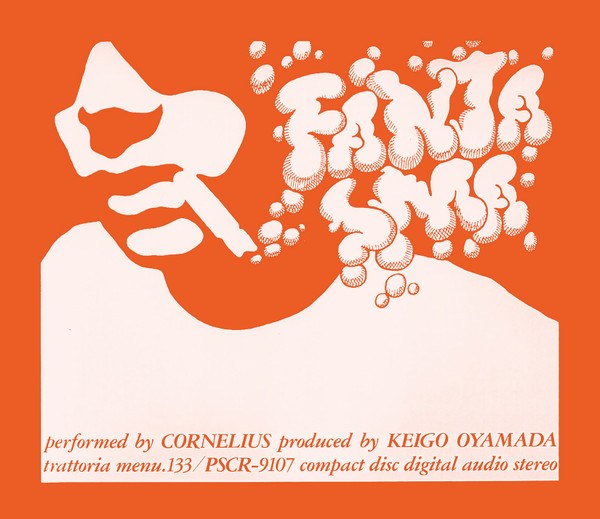 FANTA
SMA
performed by CORNELIUS produced by KEIGO OYAMADA
trattoria menu.133/PSCR-9107 compact disc digital audio stereo